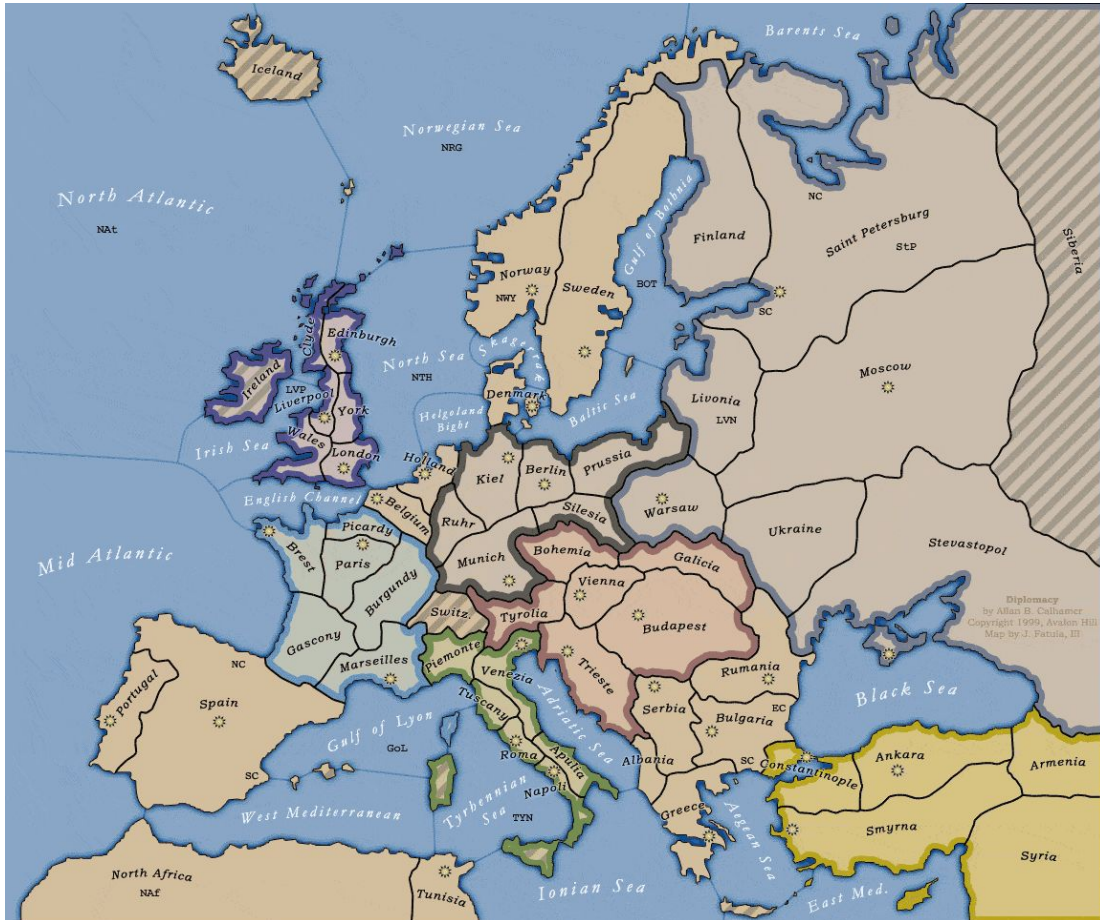 Barents Sea
Iceland
Norwegian Sea
NRG
North Atlantic
NAt
NC
Saint Petersburg
StP
Finland
Gulf of Bothnia
BOT
Siberia
Norway
NWY
Sweden
SC
Clyde
Edinburgh
North Sea
NTH
Skagerrak
Moscow
Ireland
LVP
Liverpool
York
Denmark
Baltic Sea
Livonia
LVN
Helgoland
Bight
Irish Sea
Wales
London
Holland
Kiel
Berlin
Prussia
English Channel
Belgium
Ruhr
Silesia
Warsaw
Ukraine
Stevastopol
Mid Atlantic
Picardy
Brest
Paris
Burgundy
Munich
Bohemia
Galicia
Vienna
Switz.
Tyrolia
Budapest
Diplomacy
by Allan B. Calhamer
Copyright 1999, Avalon Hill
Map by J. Fatula, III
Gascony
Marseilles
Piemonte
Venezia
Trieste
Rumania
Black Sea
NC
Portugal
Spain
Gulf of Lyon
GoL
Tuscany
Adriatic Sea
Serbia
EC
Bulgaria
SC
Roma
Apulia
Albania
SC
Constantinople
Ankara
Armenia
Napoli
West Mediterranean
Tyrhennian
Sea
TYN
Greece
Aegean Sea
Smyrna
Syria
North Africa
NAf
Tunisia
Ionian Sea
East Med.